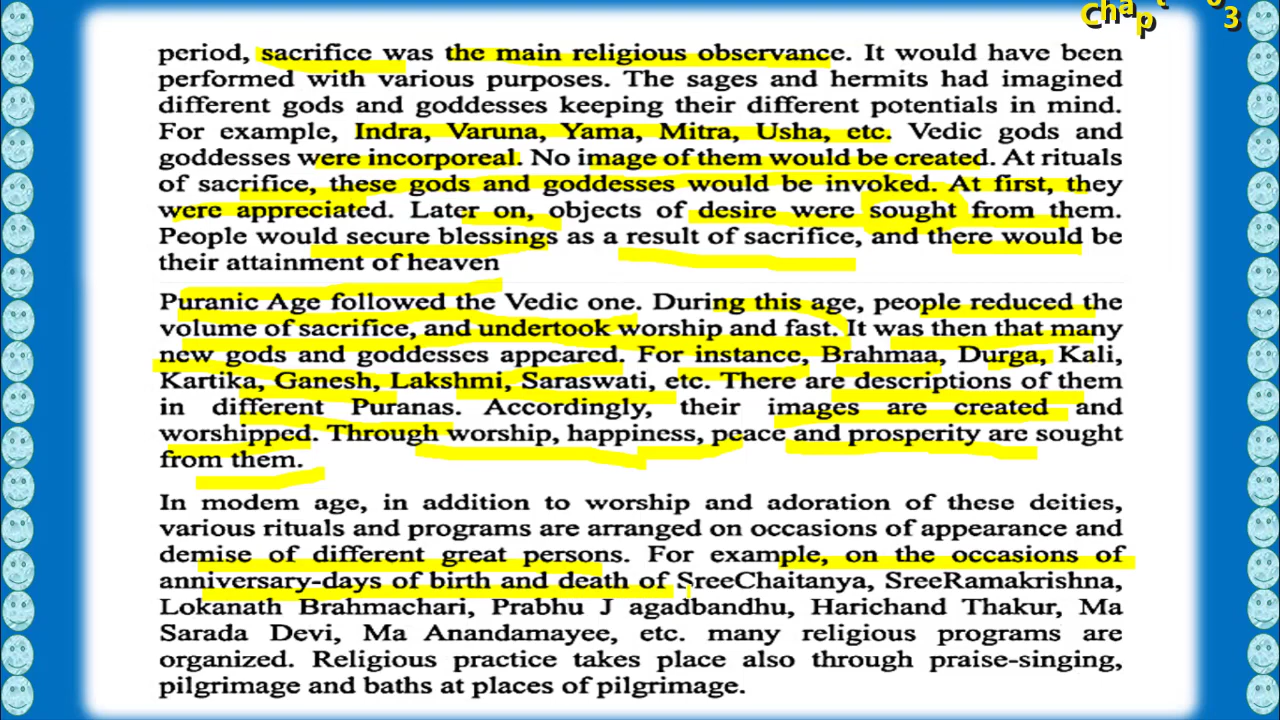 Chapt 03
period, sacrifice was the main religious observance. It would have been
performed with various purposes. The sages and hermits had imagined
different gods and goddesses keeping their different potentials in mind.
For example, Indra, Varuna, Yama, Mitra, Usha, etc. Vedic gods and
goddesses were incorporeal. No image of them would be created. At rituals
of sacrifice, these gods and goddesses would be invoked. At first, they
were appreciated. Later on, objects of desire were sought from them.
People would secure blessings as a result of sacrifice, and there would be
their attainment of heaven
Puranic Age followed the Vedic one. During this age, people reduced the
volume of sacrifice, and undertook worship and fast. It was then that many
new gods and goddesses appeared. For instance, Brahmaa, Durga, Kali,
Kartika, Ganesh, Lakshmi, Saraswati, etc. There are descriptions of them
in different Puranas. Accordingly, their images are created and
worshipped. Through worship, happiness, peace and prosperity are sought
from them.
In modem age, in addition to worship and adoration of these deities,
various rituals and programs are arranged on occasions of appearance and
demise of different great persons. For example, on the occasions of
anniversary-days of birth and death of SreeChaitanya, SreeRamakrishna,
Lokanath Brahmachari, Prabhu J agadbandhu, Harichand Thakur, Ma
Sarada Devi, Ma Anandamayee, etc. many religious programs are
organized. Religious practice takes place also through praise-singing,
pilgrimage and baths at places of pilgrimage.